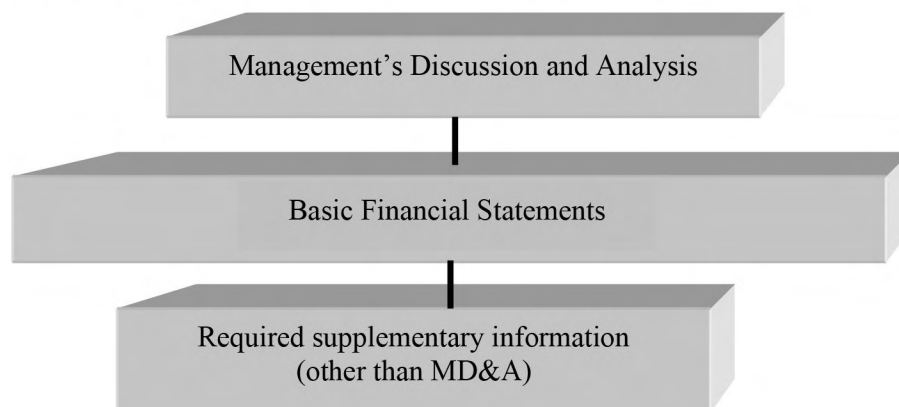 Management’s Discussion and Analysis
Basic Financial Statements
Required supplementary information
(other than MD&A)